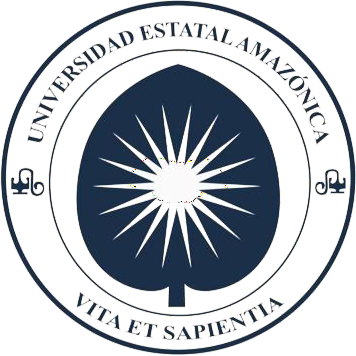 UNIVERSIDAD ESTATAL AMAZÓNICA
VITA ET SAPIENTIA